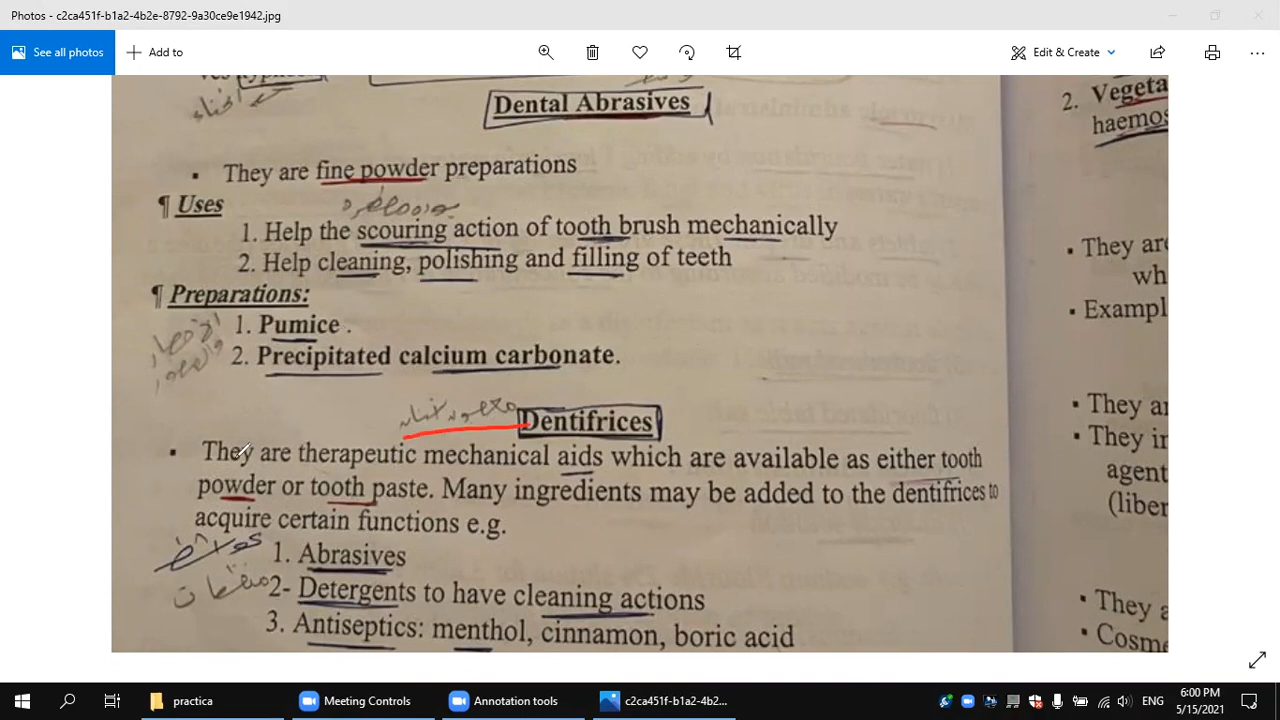 Photos - c2ca451f-b1a2-4b2e-8792-9a30ce9e1942.jpg
See all photos
Add to
Edit & Create
Dental Abrasives
2. Vegeta
haemos
▪ They are fine powder preparations
¶ Uses
1. Help the scouring action of tooth brush mechanically
2. Help cleaning, polishing and filling of teeth
¶ Preparations:
1. Pumice .
2. Precipitated calcium carbonate.
▪ They are
wh
▪ Exampl
معجون اسنان
Dentifrices
▪ They are therapeutic mechanical aids which are available as either tooth
powder or tooth paste. Many ingredients may be added to the dentifrices to
acquire certain functions e.g.
1. Abrasives
2- Detergents to have cleaning actions
3. Antiseptics: menthol, cinnamon, boric acid
▪ They ar
▪ They i
agent
(liber
▪ They a
▪ Cosme
practica
Meeting Controls
Annotation tools
c2ca451f-b1a2-4b2...
ENG
6:00 PM
5/15/2021